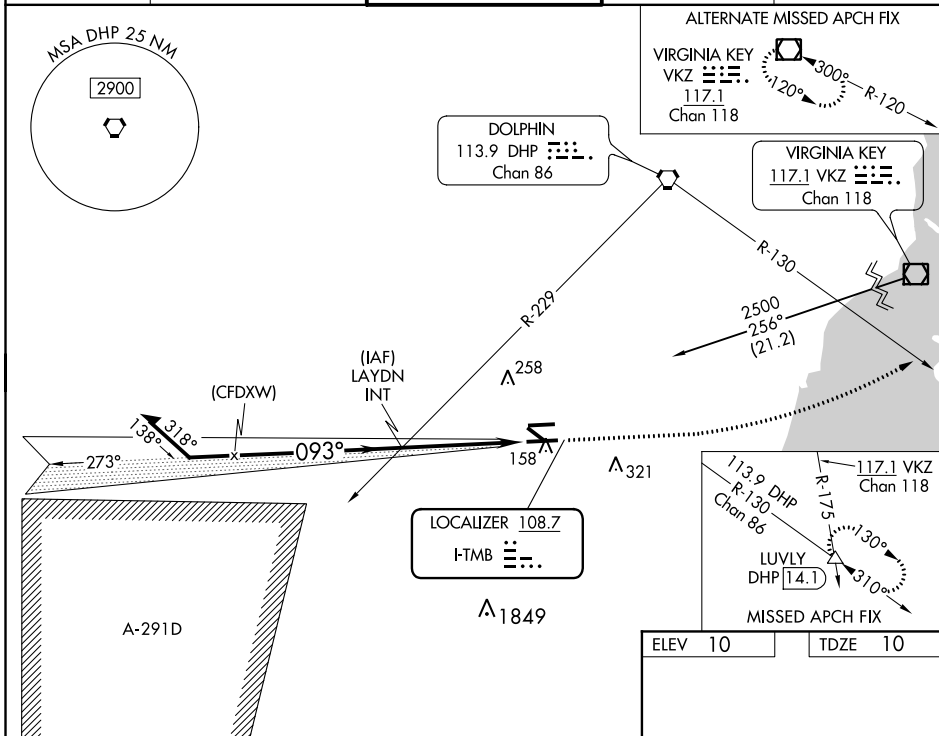 MSA DHP 25 NM
2900
ALTERNATE MISSED APCH FIX
VIRGINIA KEY
VKZ
117.1
Chan 118
300°
120°
R-120
DOLPHIN
113.9 DHP
Chan 86
VIRGINIA KEY
117.1 VKZ
Chan 118
R-130
R-229
2500
256°
(21.2)
(IAF)
LAYDN
INT
258
(CFDXW)
318°
138°
093°
273°
158
321
LOCALIZER 108.7
I-TMB
1849
A-291D
113.9 DHP
R-130
Chan 86
R-175
117.1 VKZ
Chan 118
130°
310°
LUVLY
DHP 14.1
MISSED APCH FIX
ELEV 10
TDZE 10